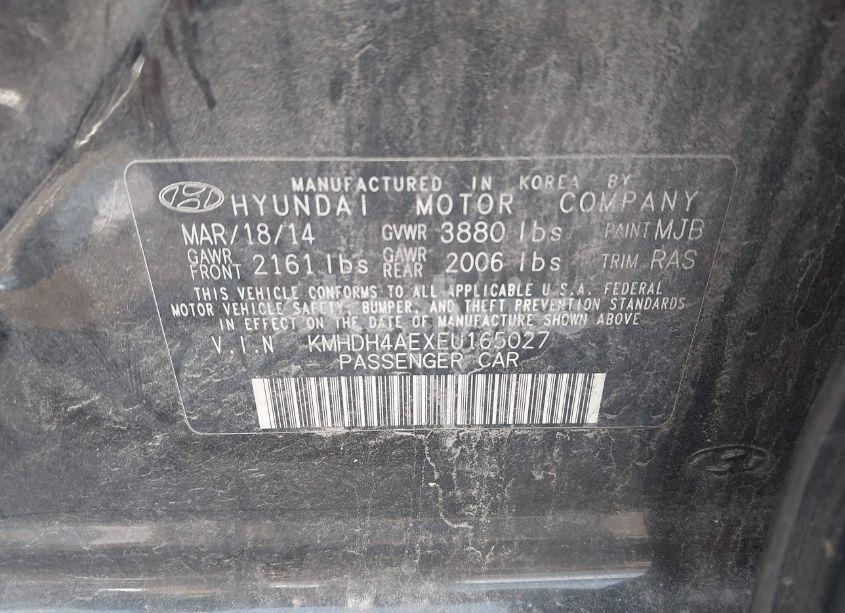 MANUFACTURED IN KOREA BY
HYUNDAI MOTOR COMPANY
MAR/18/14 GVWR 3880 lbs PAINT MJB
GAWR FRONT 2161 lbs GAWR REAR 2006 lbs TRIM RAS
THIS VEHICLE CONFORMS TO ALL APPLICABLE U.S.A. FEDERAL
MOTOR VEHICLE SAFETY, BUMPER, AND THEFT PREVENTION STANDARDS
IN EFFECT ON THE DATE OF MANUFACTURE SHOWN ABOVE
V.I.N KMHDH4AEXEU165027
PASSENGER CAR